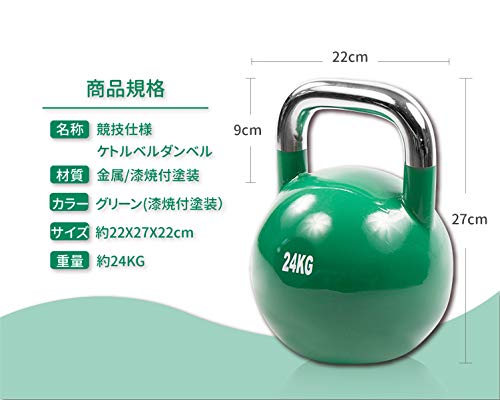 商品規格
名称 競技仕様
ケトルベルダンベル
材質 金属/漆焼付塗装
カラー グリーン(漆焼付塗装)
サイズ 約22X27X22cm
重量 約24KG
22cm
9cm
27cm
24KG